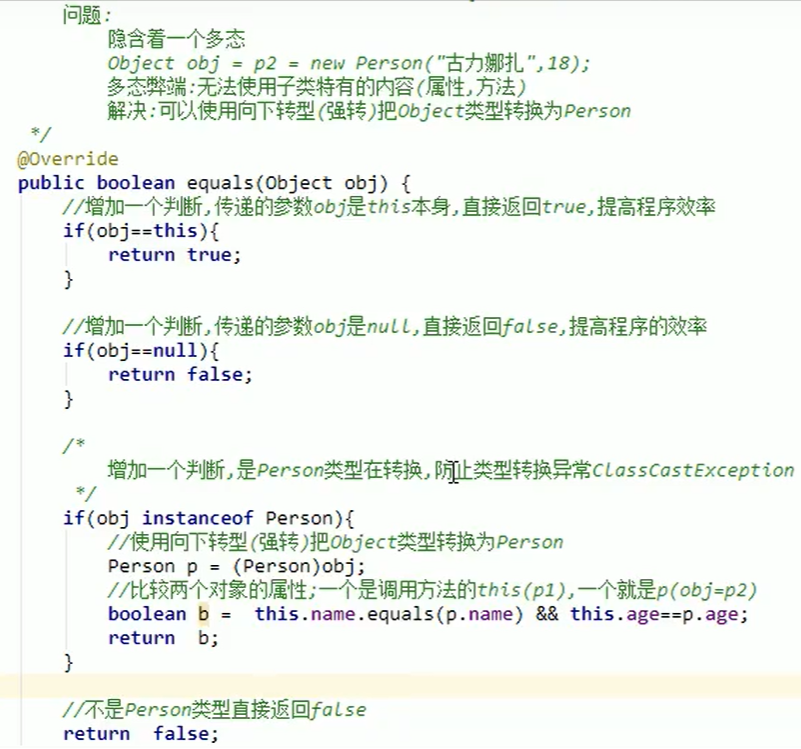 问题:
隐含着一个多态
Object obj = p2 = new Person("古力娜扎",18);
多态弊端:无法使用子类特有的内容(属性,方法)
解决:可以使用向下转型(强转)把Object类型转换为Person
*/
@Override
public boolean equals(Object obj) {
//增加一个判断,传递的参数obj是this本身,直接返回true,提高程序效率
if(obj==this){
return true;
}
//增加一个判断,传递的参数obj是null,直接返回false,提高程序的效率
if(obj==null){
return false;
}
/*
增加一个判断,是Person类型在转换,防止类型转换异常ClassCastException
*/
if(obj instanceof Person){
//使用向下转型(强转)把Object类型转换为Person
Person p = (Person)obj;
//比较两个对象的属性;一个是调用方法的this(p1),一个就是p(obj=p2)
boolean b =  this.name.equals(p.name) && this.age==p.age;
return  b;
}
//不是Person类型直接返回false
return  false;